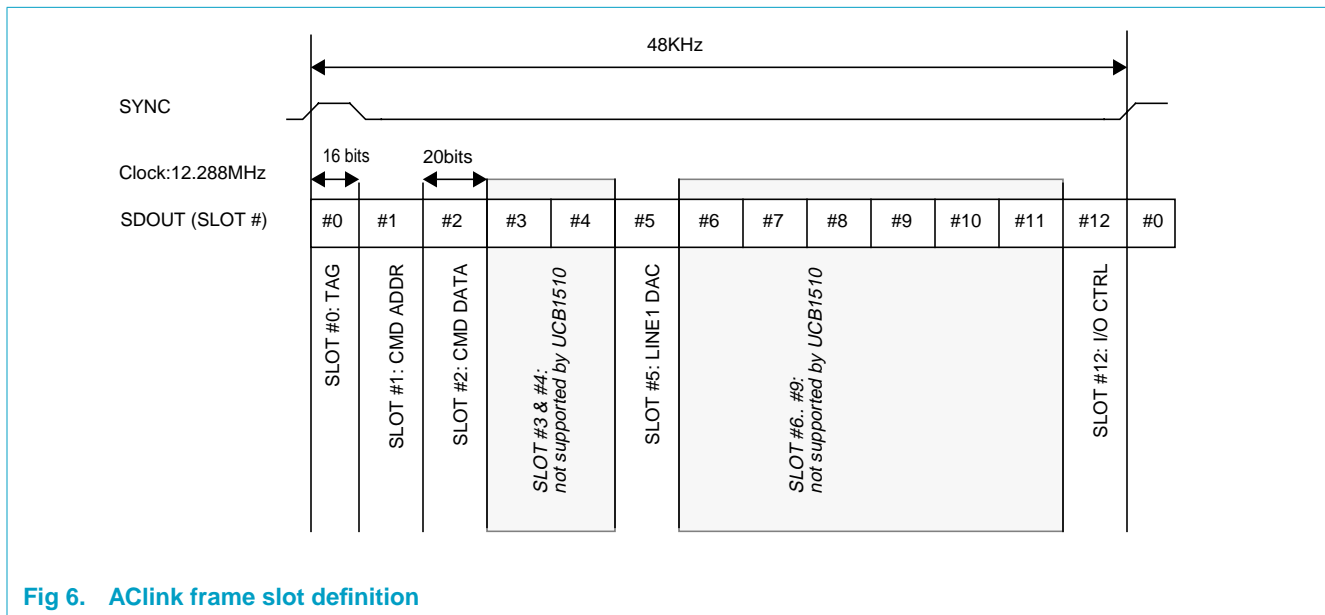 48KHz
SYNC
16 bits
20bits
Clock:12.288MHz
SDOUT (SLOT #)
#0
#1
#2
#3
#4
#5
#6
#7
#8
#9
#10
#11
#12
#0
SLOT #0: TAG
SLOT #1: CMD ADDR
SLOT #2: CMD DATA
SLOT #3 & #4:
not supported by UCB1510
SLOT #5: LINE1 DAC
SLOT #6.. #9:
not supported by UCB1510
SLOT #12: I/O CTRL
Fig 6. AClink frame slot definition